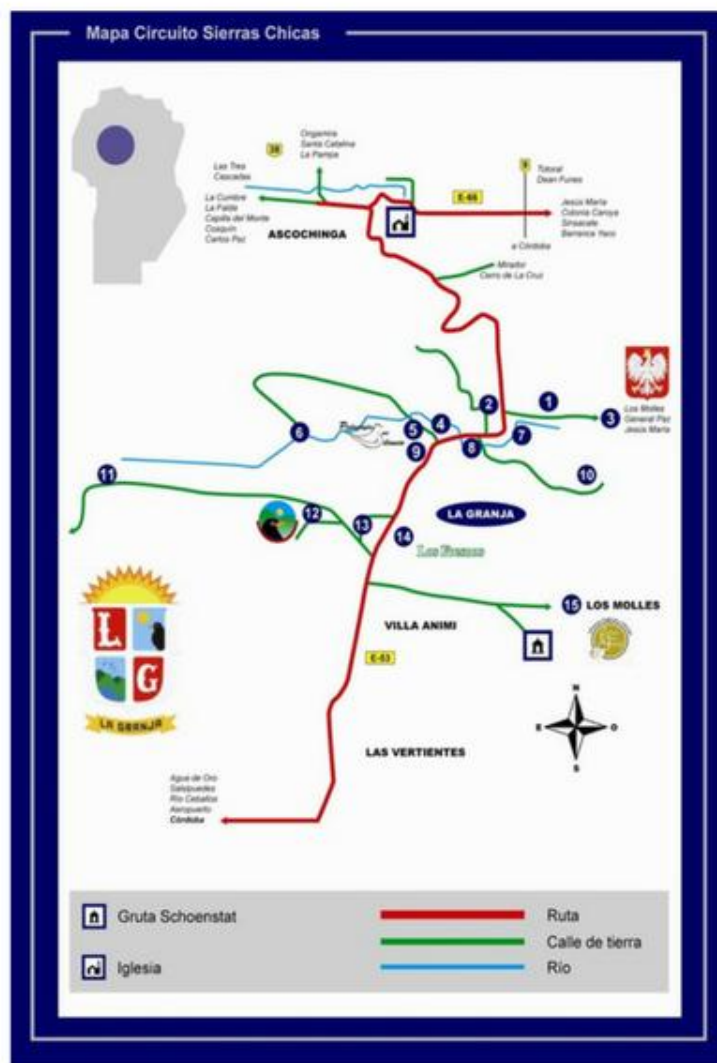 Mapa Circuito Sierras Chicas
Ongamira
Santa Catalina
La Pampa
38
Las Tres
Cascadas
La Cumbre
La Falda
Capilla del Monte
Cosquín
Carlos Paz
ASCOCHINGA
E-66
9
Totoral
Dean Funes
Jesús María
Colonia Caroya
Sinsacate
Barranca Yaco
a Córdoba
Mirador
Cerro de La Cruz
1
2
3
Los Molles
General Paz
Jesús María
4
5
6
7
8
9
10
11
LA GRANJA
12
13
14
Los Fresnos
15 LOS MOLLES
VILLA ANIMI
E-53
L
G
LA GRANJA
N
E
O
S
LAS VERTIENTES
Agua de Oro
Salsipuedes
Río Ceballos
Aeropuerto
Córdoba
Gruta Schoenstat
Iglesia
Ruta
Calle de tierra
Río